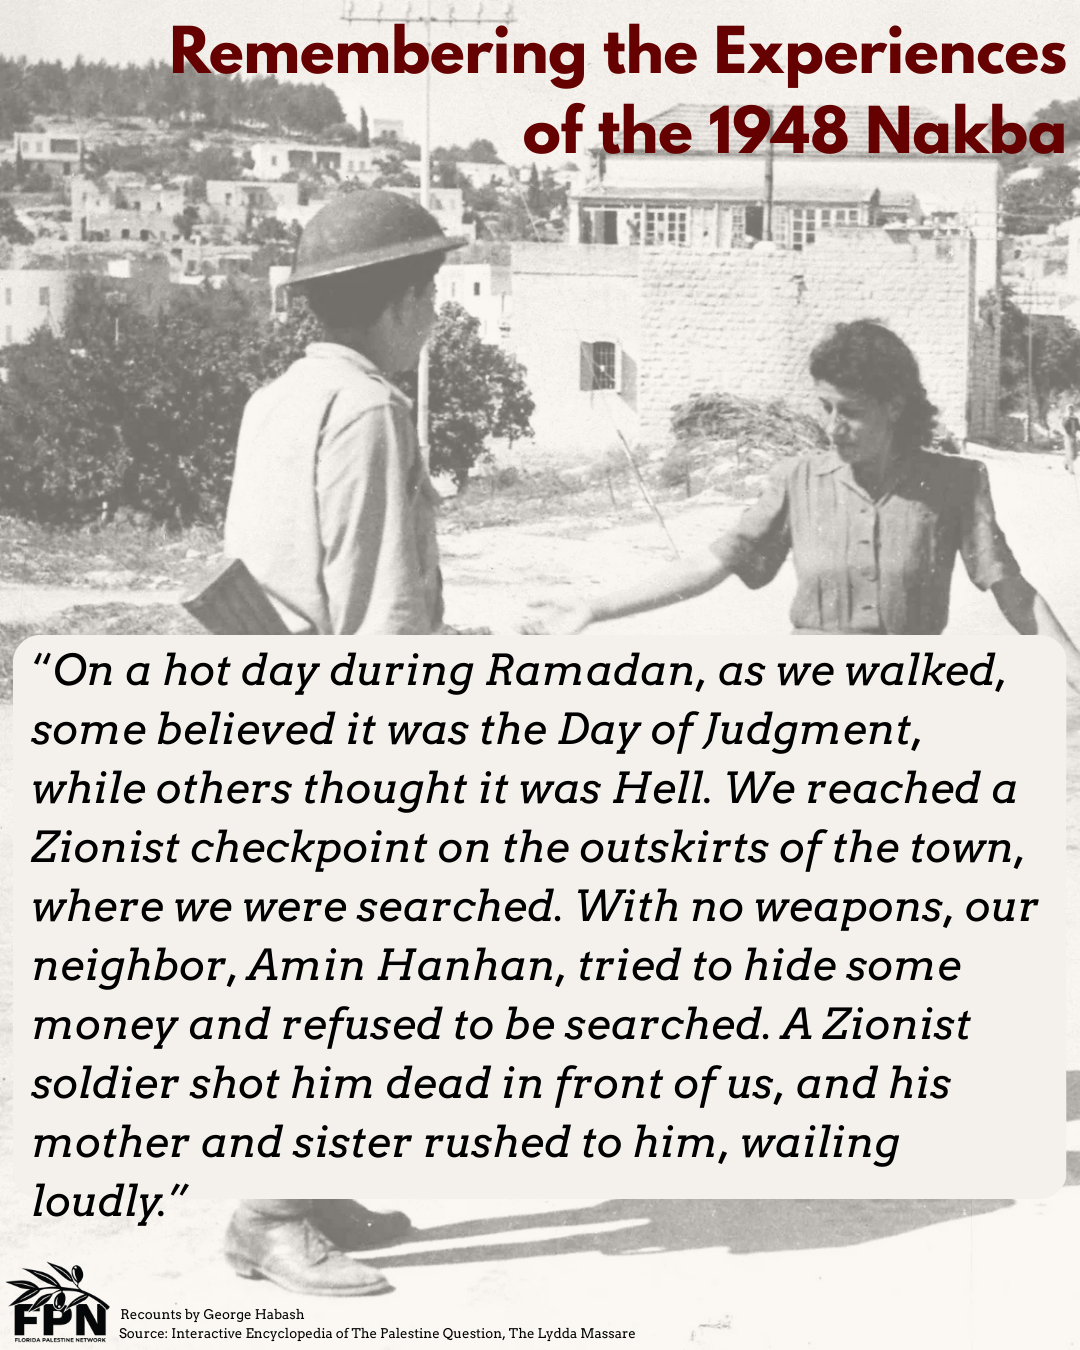 Remembering the Experiences
of the 1948 Nakba
“On a hot day during Ramadan, as we walked,
some believed it was the Day of Judgment,
while others thought it was Hell. We reached a
Zionist checkpoint on the outskirts of the town,
where we were searched. With no weapons, our
neighbor, Amin Hanhan, tried to hide some
money and refused to be searched. A Zionist
soldier shot him dead in front of us, and his
mother and sister rushed to him, wailing
loudly.”
FPN
FLORIDA PALESTINE NETWORK
Recounts by George Habash
Source: Interactive Encyclopedia of The Palestine Question, The Lydda Massare